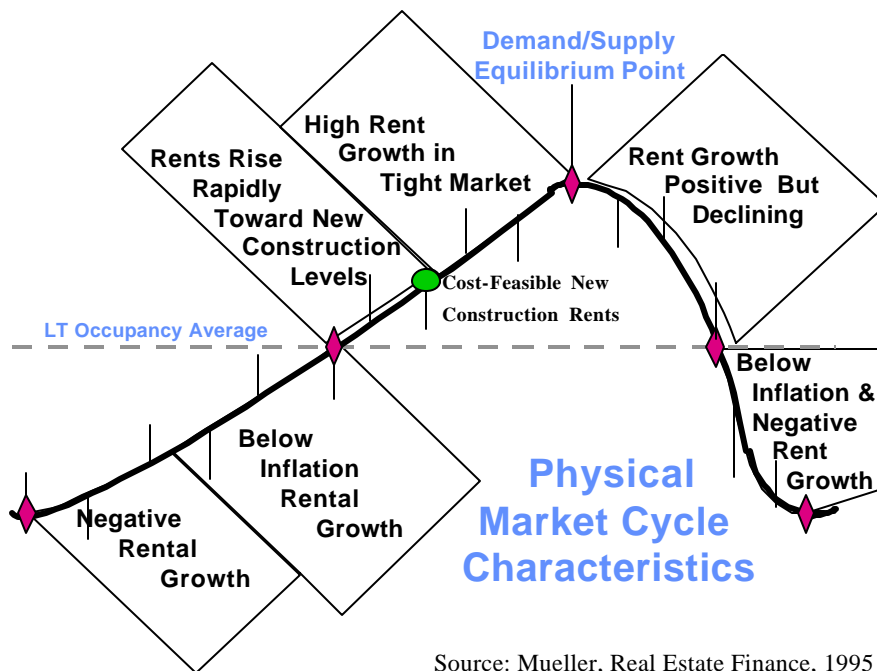 Demand/Supply
Equilibrium Point
High Rent
Growth in
Tight Market
Rents Rise
Rapidly
Toward New
Construction
Levels
Rent Growth
Positive But
Declining
Cost-Feasible New
Construction Rents
LT Occupancy Average
Below
Inflation &
Negative
Rent
Growth
Below
Inflation
Rental
Growth
Negative
Rental
Growth
Physical
Market Cycle
Characteristics
Source: Mueller, Real Estate Finance, 1995